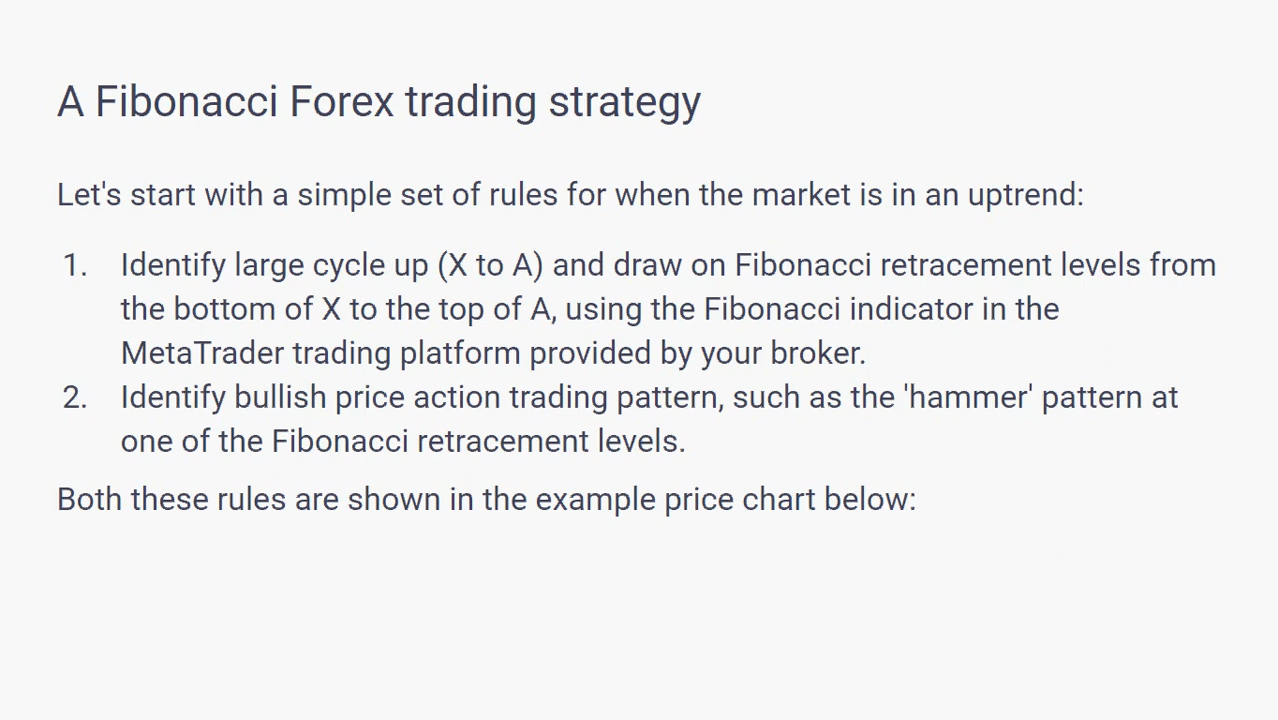 A Fibonacci Forex trading strategy
Let's start with a simple set of rules for when the market is in an uptrend:
1. Identify large cycle up (X to A) and draw on Fibonacci retracement levels from
the bottom of X to the top of A, using the Fibonacci indicator in the
MetaTrader trading platform provided by your broker.
2. Identify bullish price action trading pattern, such as the 'hammer' pattern at
one of the Fibonacci retracement levels.
Both these rules are shown in the example price chart below: